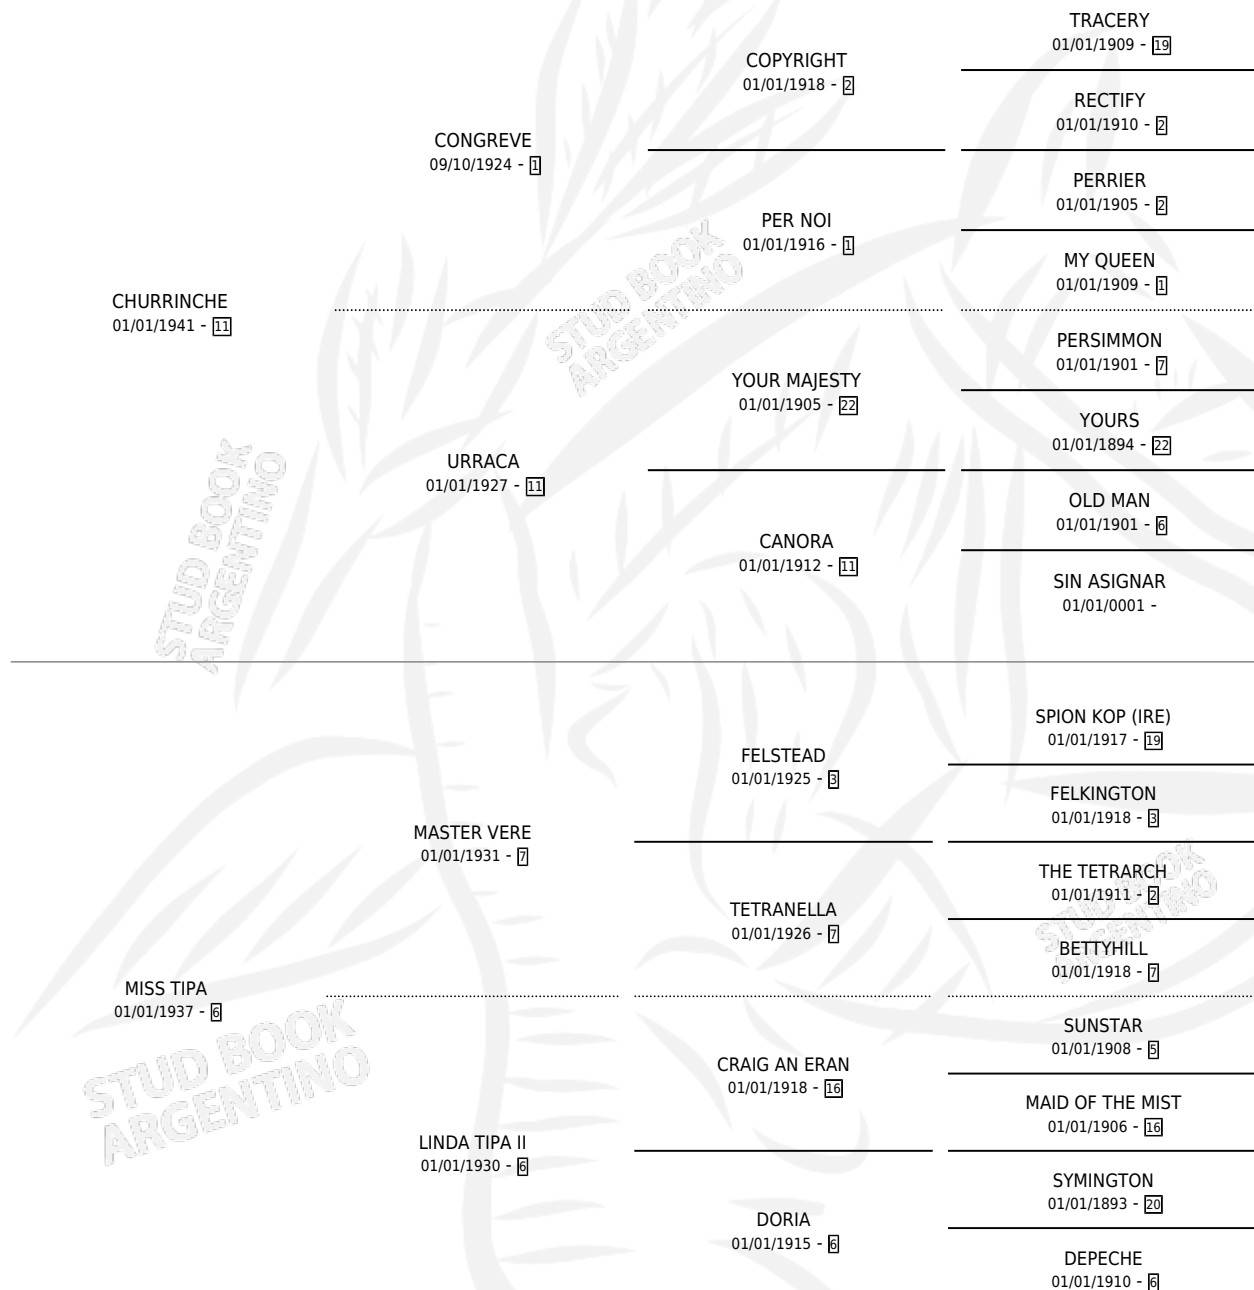 TRACERY
01/01/1909 - 19
COPYRIGHT
01/01/1918 - 2
RECTIFY
01/01/1910 - 2
CONGREVE
09/10/1924 - 1
PERRIER
01/01/1905 - 2
PER NOI
01/01/1916 - 1
MY QUEEN
01/01/1909 - 1
CHURRINCHE
01/01/1941 - 11
PERSIMMON
01/01/1901 - 7
YOUR MAJESTY
01/01/1905 - 22
YOURS
01/01/1894 - 22
URRACA
01/01/1927 - 11
OLD MAN
01/01/1901 - 6
CANORA
01/01/1912 - 11
SIN ASIGNAR
01/01/0001 -
STUD BOOK
ARGENTINO
STUD BOOK
ARGENTINO
SPION KOP (IRE)
01/01/1917 - 19
FELSTEAD
01/01/1925 - 3
FELKINGTON
01/01/1918 - 3
MASTER VERE
01/01/1931 - 7
THE TETRARCH
01/01/1911 - 2
TETRANELLA
01/01/1926 - 7
BETTYHILL
01/01/1918 - 7
STUD BOOK
ARGENTINO
MISS TIPA
01/01/1937 - 6
SUNSTAR
01/01/1908 - 5
CRAIG AN ERAN
01/01/1918 - 16
MAID OF THE MIST
01/01/1906 - 16
LINDA TIPA II
01/01/1930 - 6
SYMINGTON
01/01/1893 - 20
DORIA
01/01/1915 - 6
DEPECHE
01/01/1910 - 6
STUD BOOK
ARGENTINO